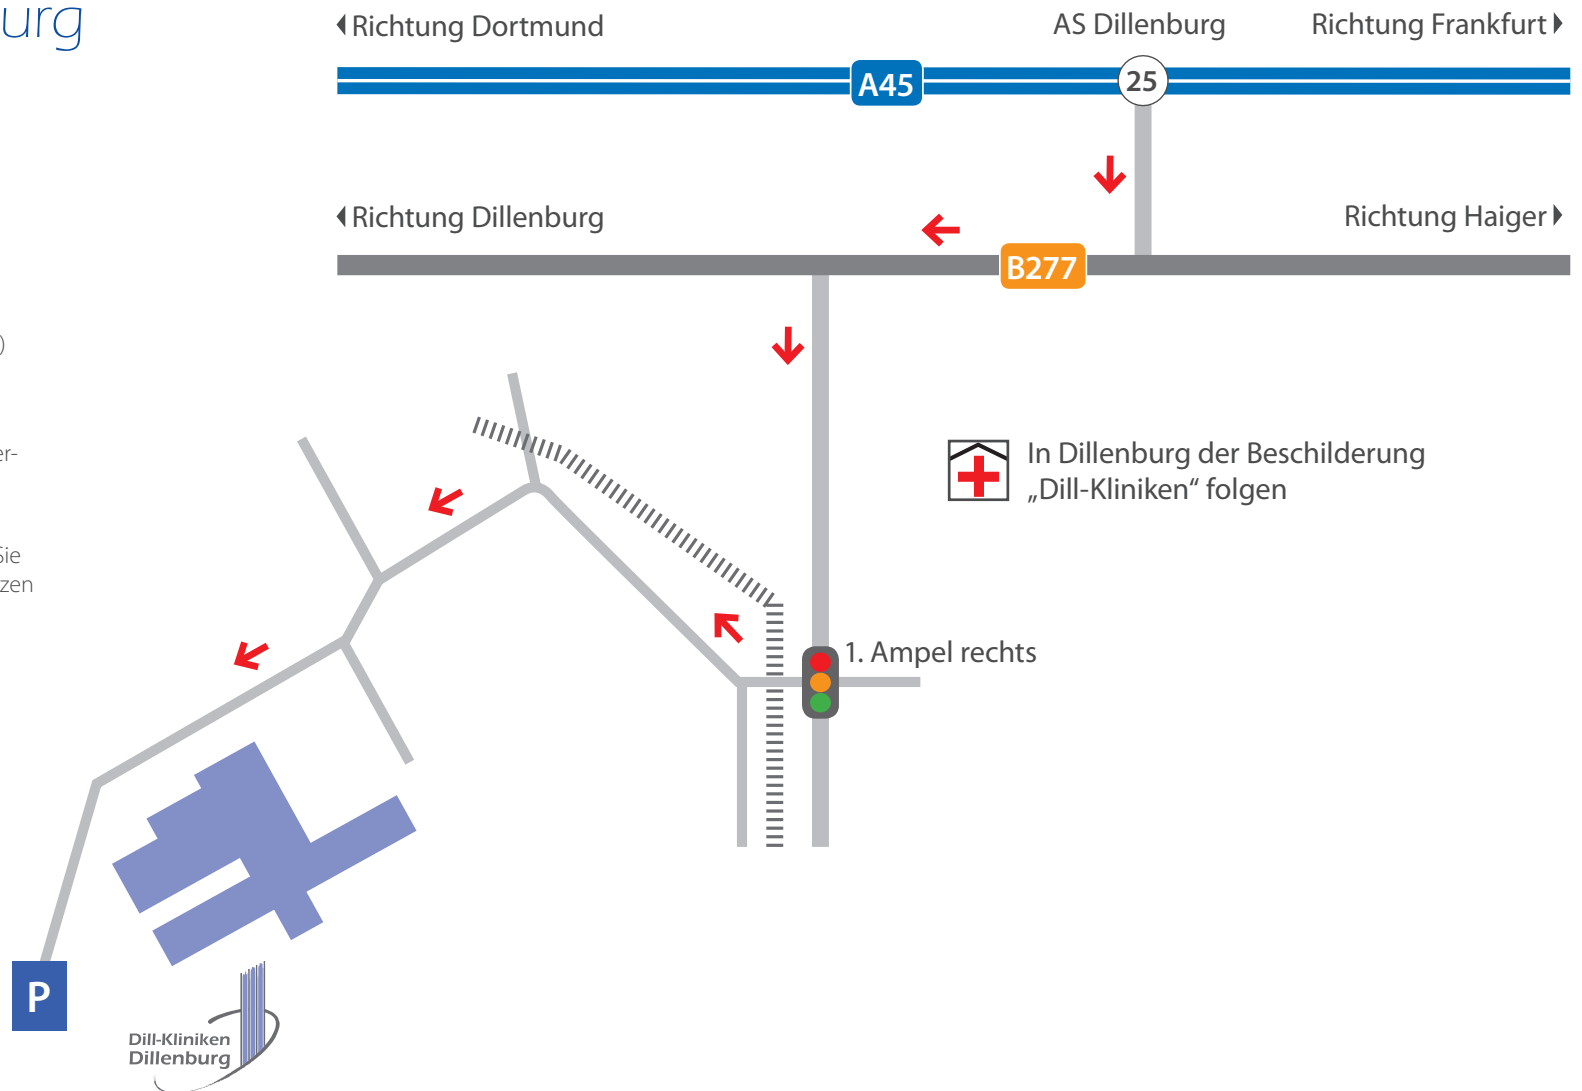 urg
Richtung Dortmund
AS Dillenburg
Richtung Frankfurt
A45
25
Richtung Dillenburg
Richtung Haiger
B277
)
er-
In Dillenburg der Beschilderung
„Dill-Kliniken“ folgen
Sie
zen
1. Ampel rechts
P
Dill-Kliniken
Dillenburg